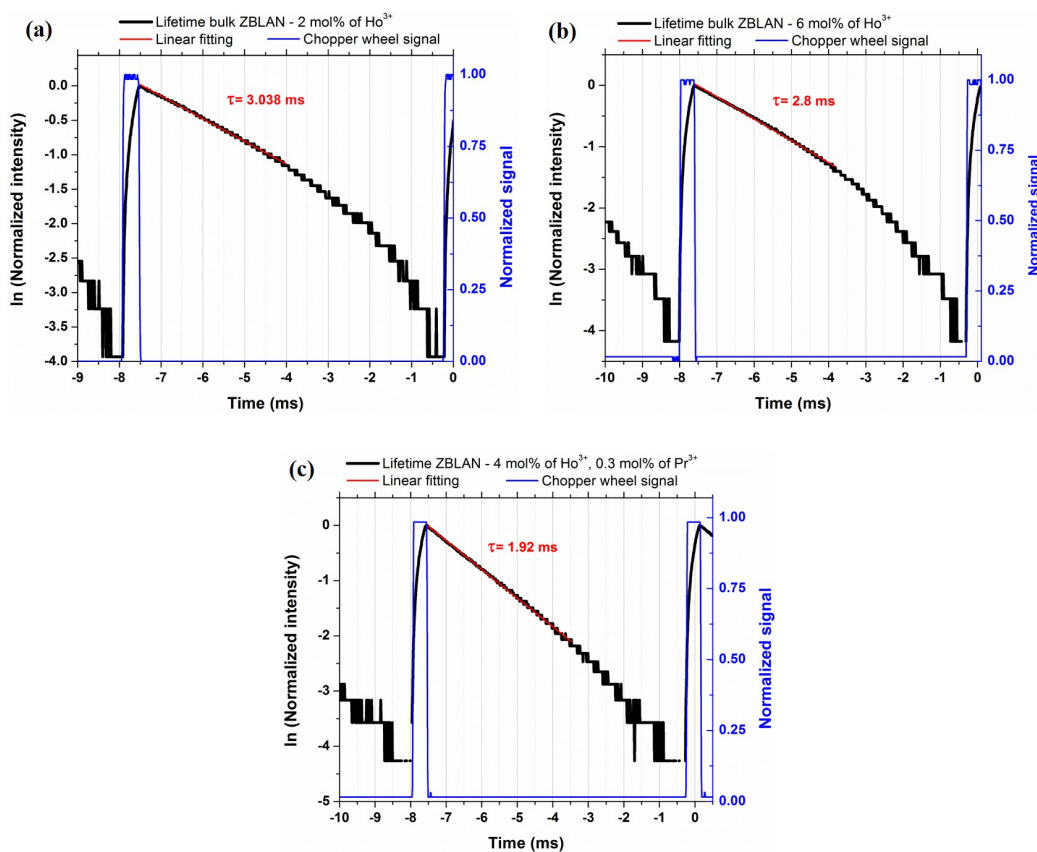 (a)
Lifetime bulk ZBLAN - 2 mol% of Ho³⁺
Linear fitting Chopper wheel signal
τ= 3.038 ms
ln (Normalized intensity)
0.0
-0.5
-1.0
-1.5
-2.0
-2.5
-3.0
-3.5
-4.0
1.00
0.75
0.50
0.25
0.00
Normalized signal
-9 -8 -7 -6 -5 -4 -3 -2 -1 0
Time (ms)
(b)
Lifetime bulk ZBLAN - 6 mol% of Ho³⁺
Linear fitting Chopper wheel signal
τ= 2.8 ms
ln (Normalized intensity)
0
-1
-2
-3
-4
1.00
0.75
0.50
0.25
0.00
Normalized signal
-10 -9 -8 -7 -6 -5 -4 -3 -2 -1 0
Time (ms)
(c)
Lifetime ZBLAN - 4 mol% of Ho³⁺, 0.3 mol% of Pr³⁺
Linear fitting Chopper wheel signal
τ= 1.92 ms
ln (Normalized intensity)
0
-1
-2
-3
-4
-5
1.00
0.75
0.50
0.25
0.00
Normalized signal
-10 -9 -8 -7 -6 -5 -4 -3 -2 -1 0
Time (ms)